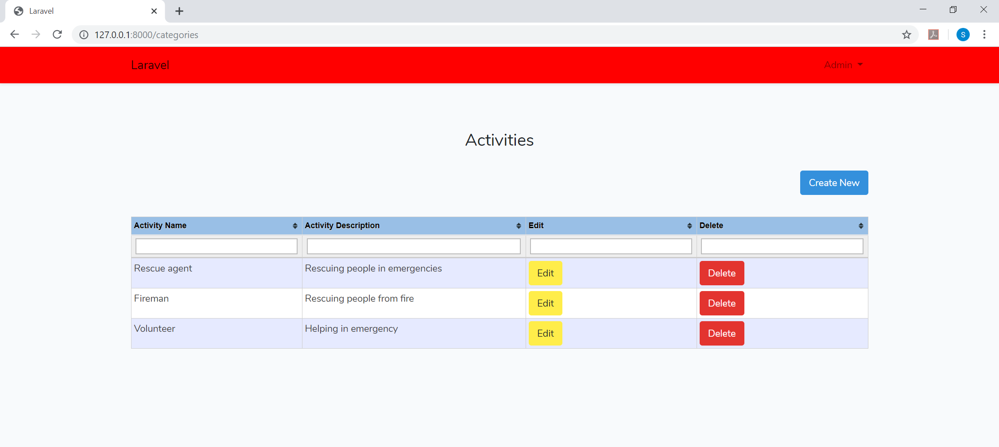 Laravel
127.0.0.1:8000/categories
S
Laravel
Admin
Activities
Create New
Activity Name Activity Description Edit Delete
Rescue agent Rescuing people in emergencies Edit Delete
Fireman Rescuing people from fire Edit Delete
Volunteer Helping in emergency Edit Delete